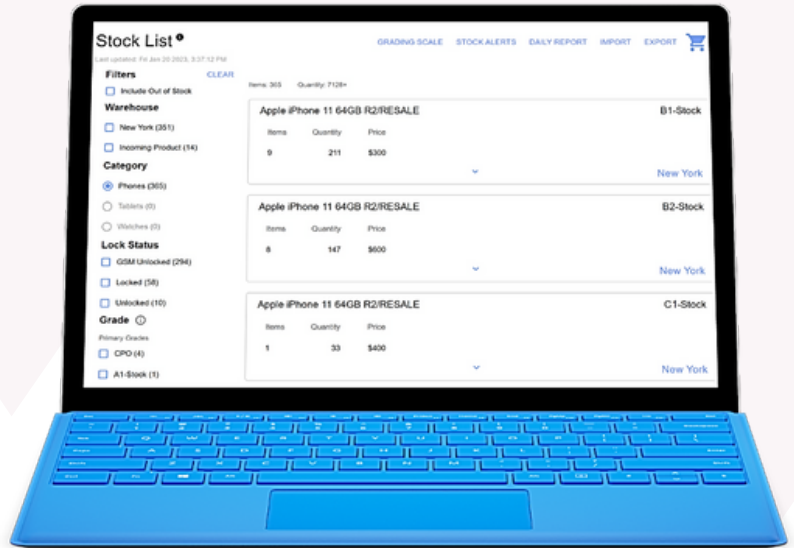 Stock List
GRADING SCALE STOCK ALERTS DAILY REPORT IMPORT EXPORT
Last updated: Fri Jan 20 2023, 3:37:12 PM
Filters CLEAR
Include Out of Stock
Warehouse
New York (351)
Incoming Product (14)
Category
Phones (365)
Tablets (0)
Watches (0)
Lock Status
GSM Unlocked (294)
Locked (58)
Unlocked (10)
Grade
Primary Grades
CPO (4)
A1-Stock (1)
Items: 365 Quantity: 7126+
Apple iPhone 11 64GB R2/RESALE B1-Stock
Items Quantity Price
9 211 $300
New York
Apple iPhone 11 64GB R2/RESALE B2-Stock
Items Quantity Price
8 147 $600
New York
Apple iPhone 11 64GB R2/RESALE C1-Stock
Items Quantity Price
1 33 $400
New York